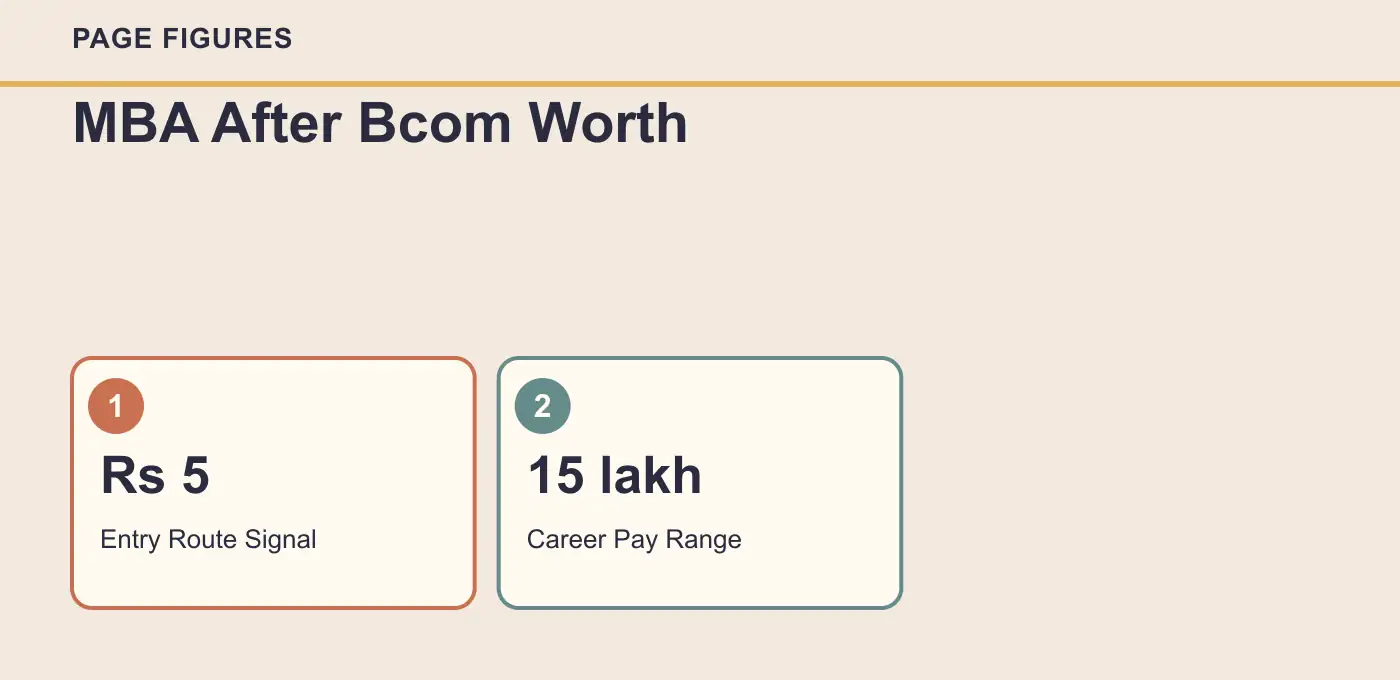 PAGE FIGURES
MBA After Bcom Worth
1
Rs 5
Entry Route Signal
2
15 lakh
Career Pay Range